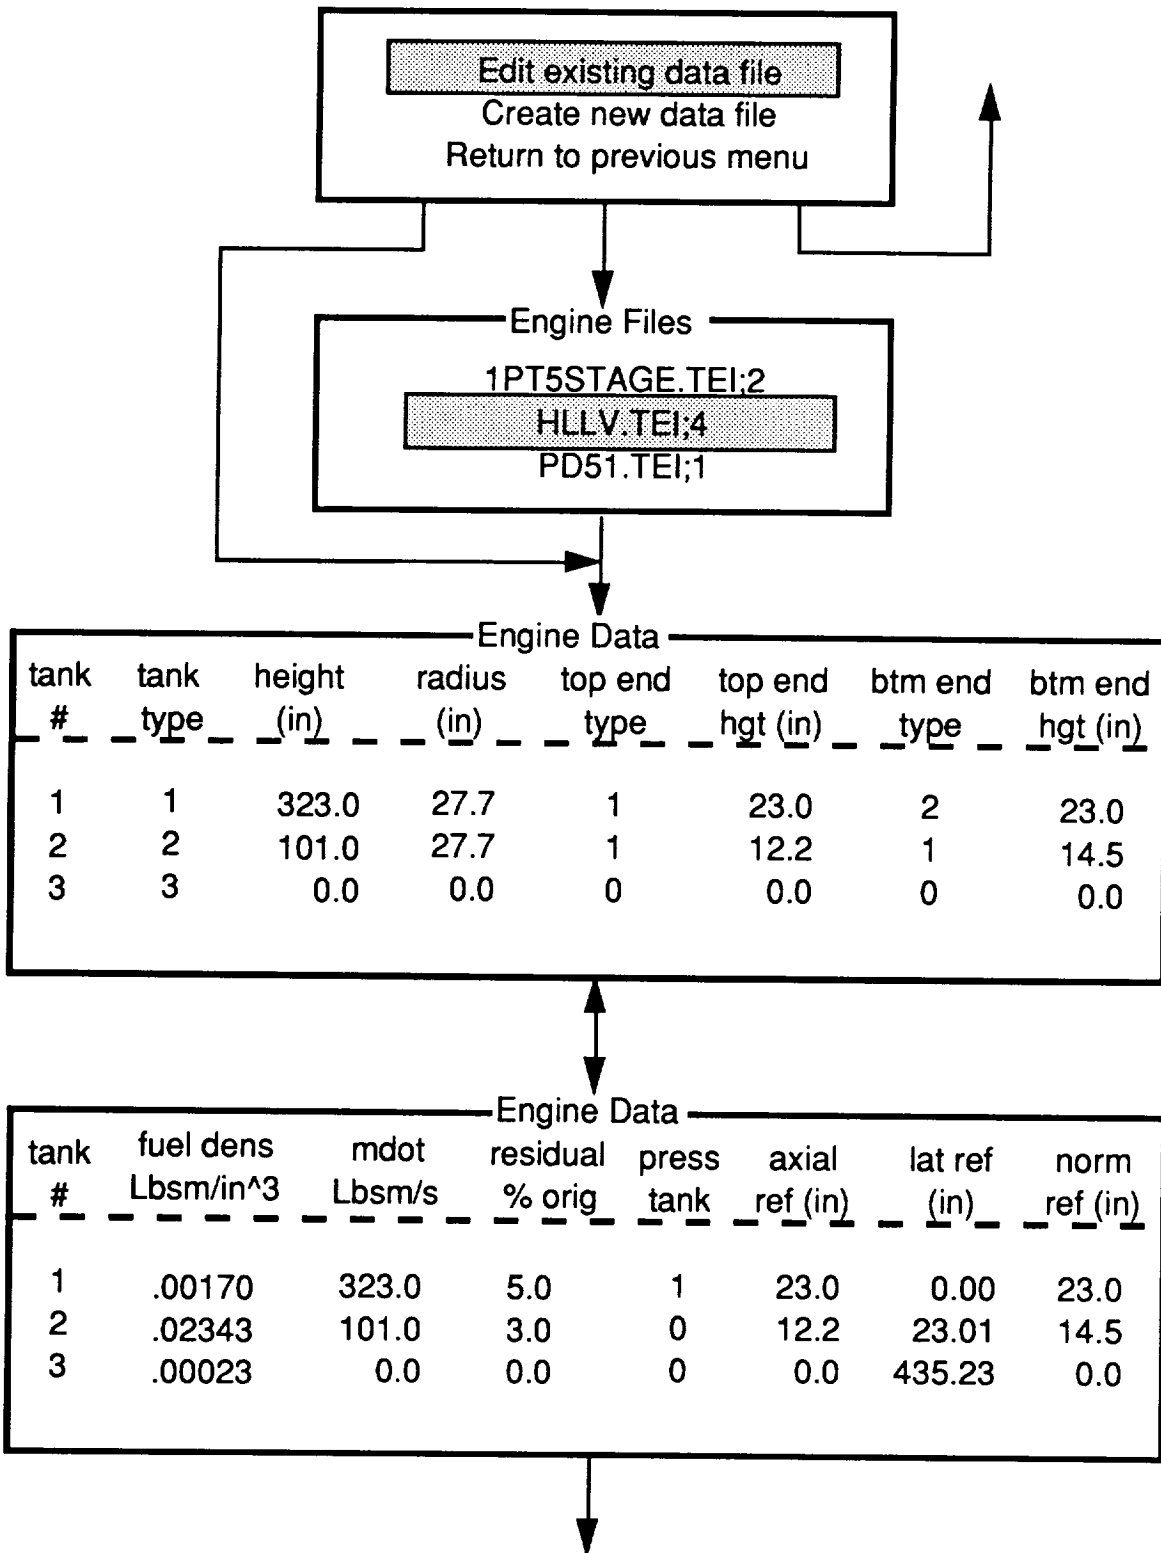 Edit existing data file
Create new data file
Return to previous menu
Engine Files
1PT5STAGE.TEI;2
HLLV.TEI;4
PD51.TEI;1
Engine Data
tank tank height radius top end top end btm end btm end
# type (in) (in) type hgt (in) type hgt (in)
1 1 323.0 27.7 1 23.0 2 23.0
2 2 101.0 27.7 1 12.2 1 14.5
3 3 0.0 0.0 0 0.0 0 0.0
Engine Data
tank fuel dens mdot residual press axial lat ref norm
# Lbsm/in^3 Lbsm/s % orig tank ref (in) (in) ref (in)
1 .00170 323.0 5.0 1 23.0 0.00 23.0
2 .02343 101.0 3.0 0 12.2 23.01 14.5
3 .00023 0.0 0.0 0 0.0 435.23 0.0